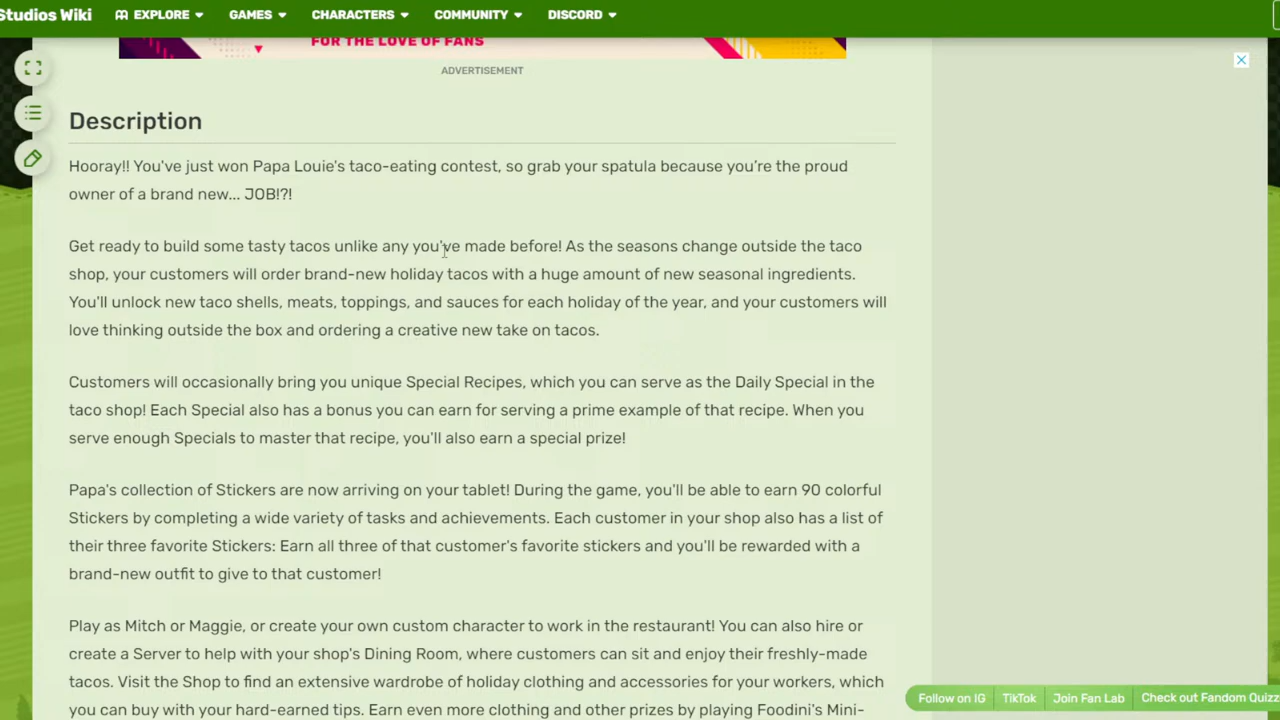 Studios Wiki
EXPLORE
GAMES
CHARACTERS
COMMUNITY
DISCORD
FOR THE LOVE OF FANS
ADVERTISEMENT
Description
Hooray!! You've just won Papa Louie's taco-eating contest, so grab your spatula because you're the proud
owner of a brand new... JOB!?!
Get ready to build some tasty tacos unlike any you've made before! As the seasons change outside the taco
shop, your customers will order brand-new holiday tacos with a huge amount of new seasonal ingredients.
You'll unlock new taco shells, meats, toppings, and sauces for each holiday of the year, and your customers will
love thinking outside the box and ordering a creative new take on tacos.
Customers will occasionally bring you unique Special Recipes, which you can serve as the Daily Special in the
taco shop! Each Special also has a bonus you can earn for serving a prime example of that recipe. When you
serve enough Specials to master that recipe, you'll also earn a special prize!
Papa's collection of Stickers are now arriving on your tablet! During the game, you'll be able to earn 90 colorful
Stickers by completing a wide variety of tasks and achievements. Each customer in your shop also has a list of
their three favorite Stickers: Earn all three of that customer's favorite stickers and you'll be rewarded with a
brand-new outfit to give to that customer!
Play as Mitch or Maggie, or create your own custom character to work in the restaurant! You can also hire or
create a Server to help with your shop's Dining Room, where customers can sit and enjoy their freshly-made
tacos. Visit the Shop to find an extensive wardrobe of holiday clothing and accessories for your workers, which
you can buy with your hard-earned tips. Earn even more clothing and other prizes by playing Foodini's Mini-
Follow on IG
TikTok
Join Fan Lab
Check out Fandom Quizz